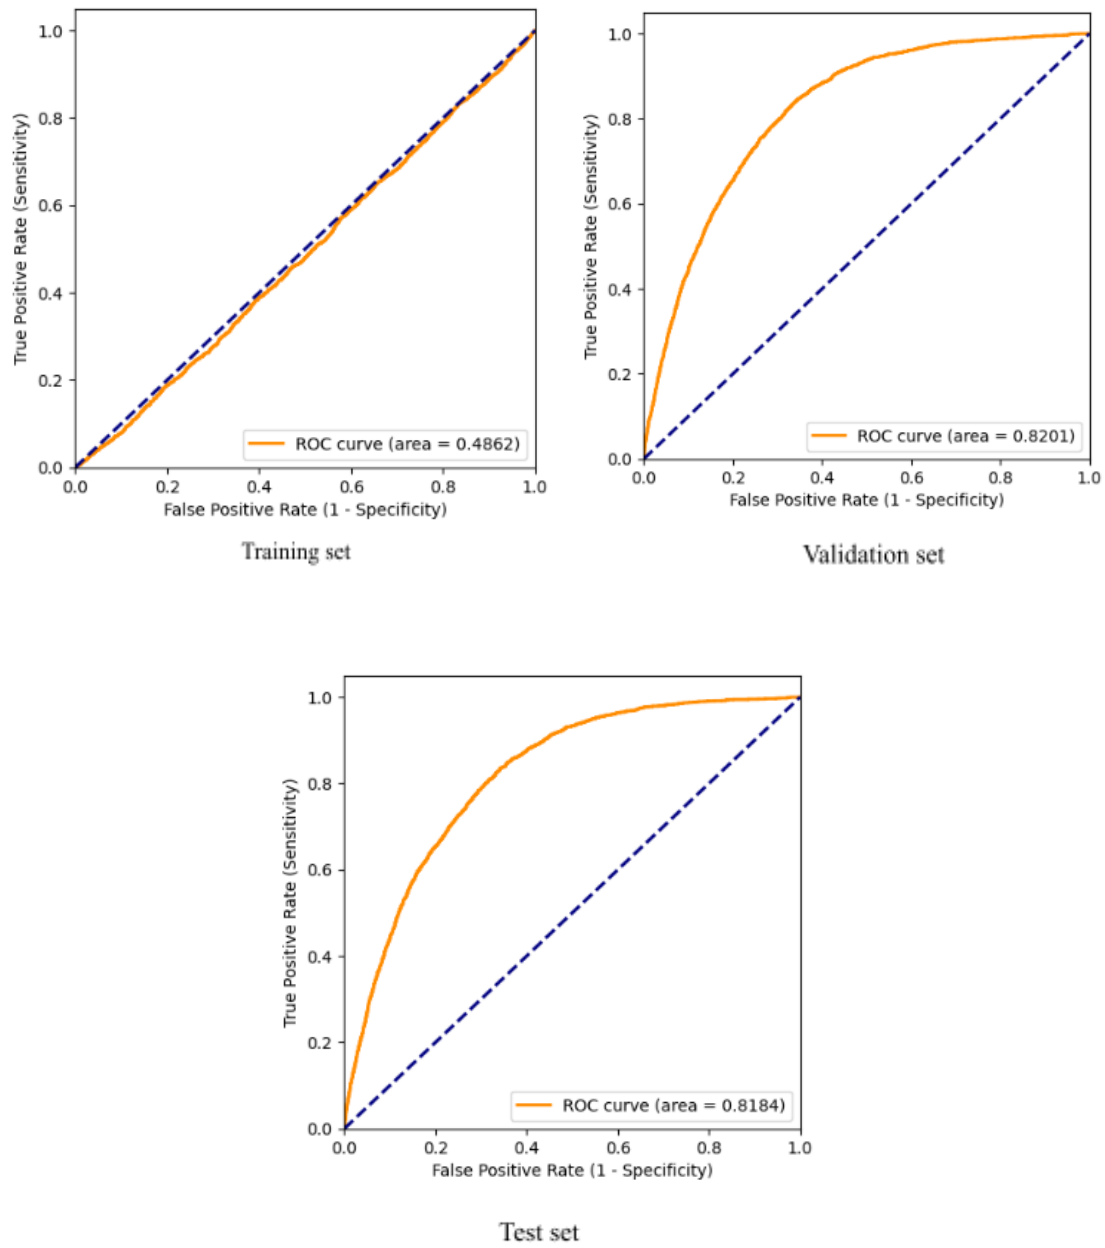 1.0
0.8
0.6
0.4
0.2
0.0
True Positive Rate (Sensitivity)
ROC curve (area = 0.4862)
0.0 0.2 0.4 0.6 0.8 1.0
False Positive Rate (1 - Specificity)
Training set
1.0
0.8
0.6
0.4
0.2
0.0
True Positive Rate (Sensitivity)
ROC curve (area = 0.8201)
0.0 0.2 0.4 0.6 0.8 1.0
False Positive Rate (1 - Specificity)
Validation set
1.0
0.8
0.6
0.4
0.2
0.0
True Positive Rate (Sensitivity)
ROC curve (area = 0.8184)
0.0 0.2 0.4 0.6 0.8 1.0
False Positive Rate (1 - Specificity)
Test set